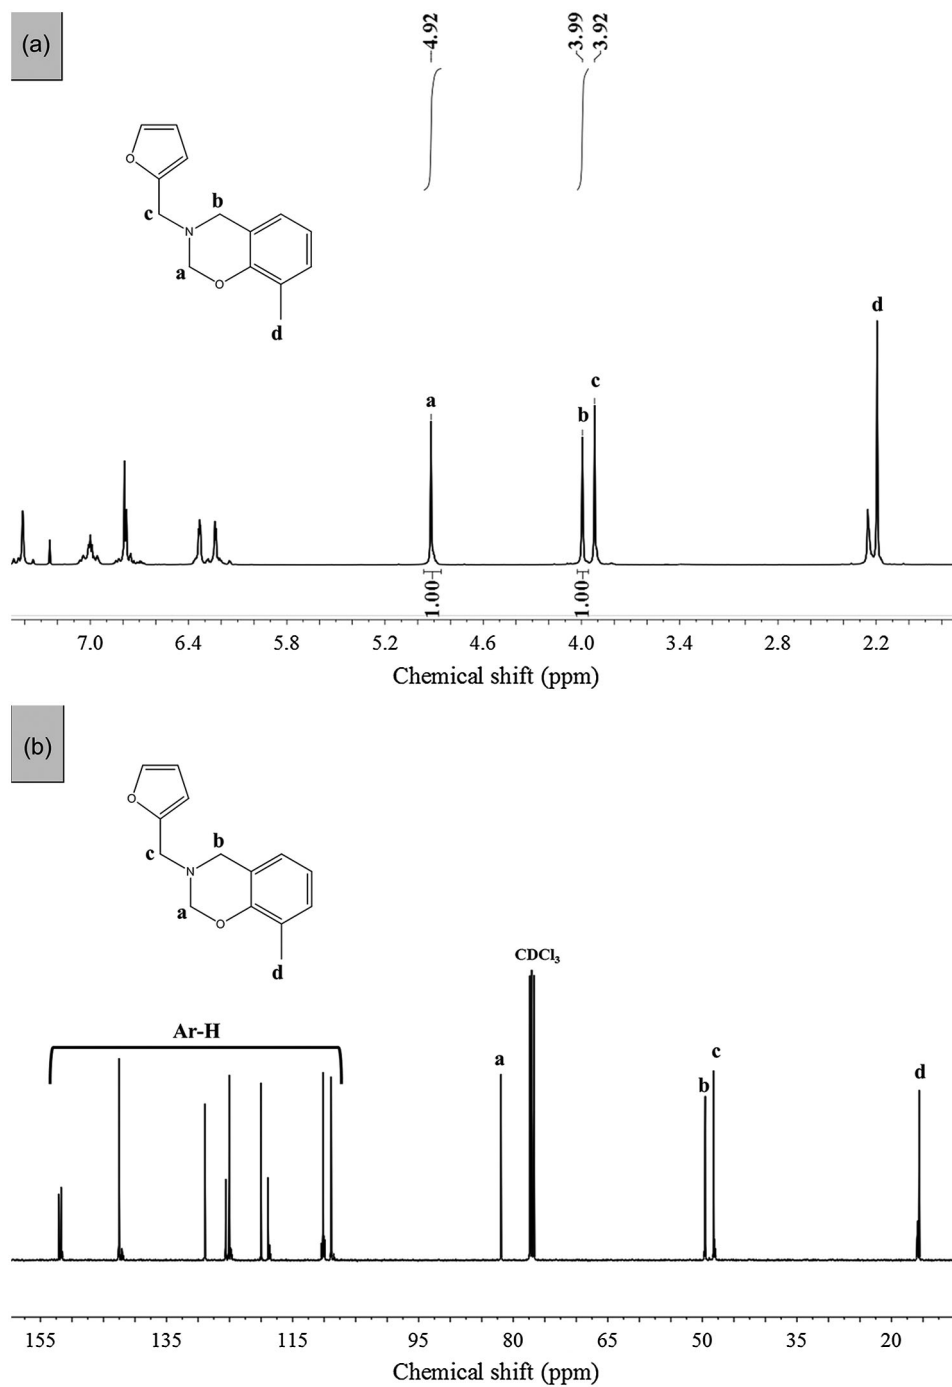 (a)
4.92
3.99
3.92
O
N
O
c
b
a
d
a
b
c
d
1.00
1.00
7.0 6.4 5.8 5.2 4.6 4.0 3.4 2.8 2.2
Chemical shift (ppm)
(b)
O
N
O
c
b
a
d
CDCl₃
Ar-H
a
b
c
d
155 135 115 95 80 65 50 35 20
Chemical shift (ppm)